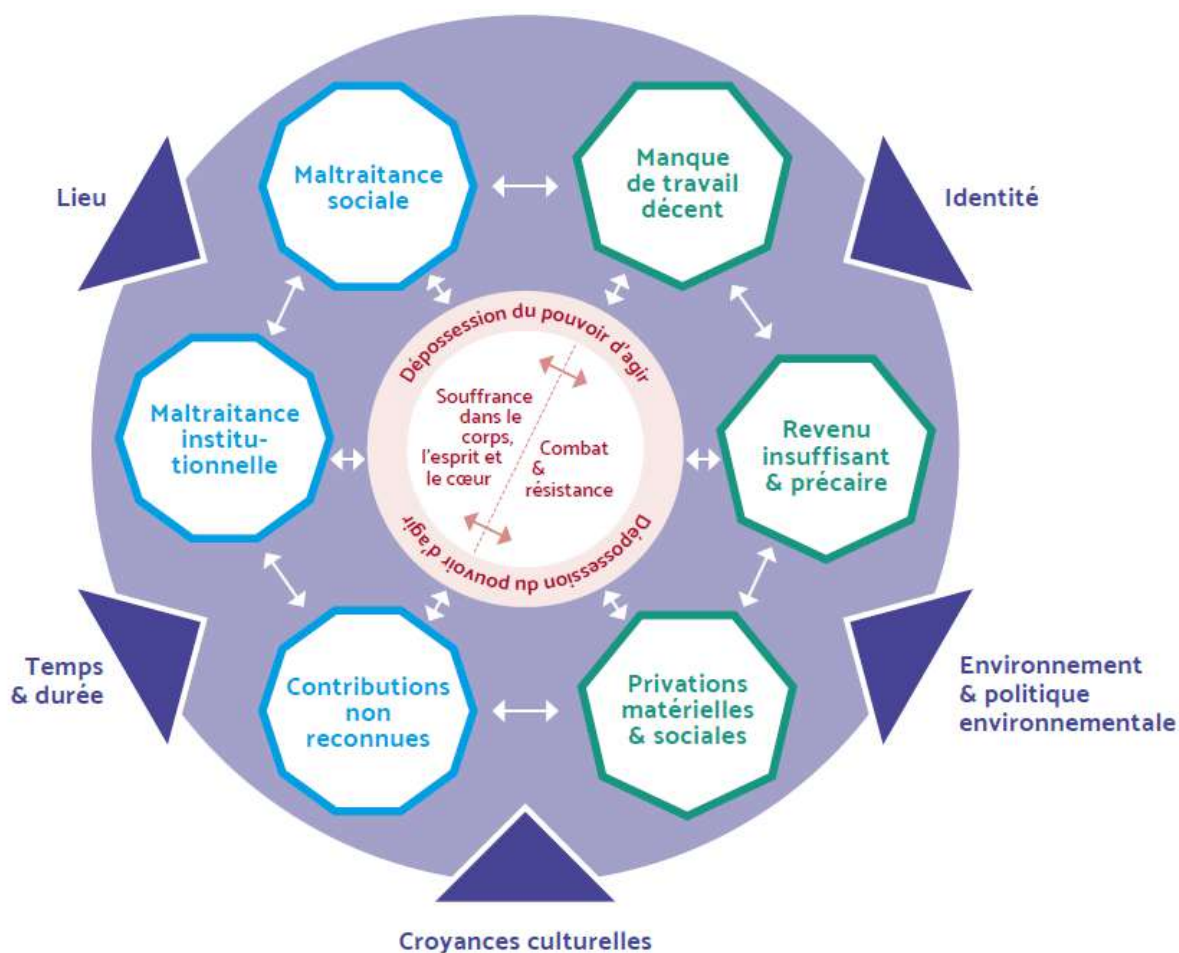 Maltraitance
sociale
Manque
de travail
décent
Lieu
Identité
Dépossession du pouvoir d'agir
Maltraitance
institu-
tionnelle
Souffrance
dans le
corps,
l'esprit et
le cœur
Combat
&
résistance
Revenu
insuffisant
& précaire
Dépossession du pouvoir d'agir
Temps
& durée
Contributions
non
reconnues
Privations
matérielles
& sociales
Environnement
& politique
environnementale
Croyances culturelles